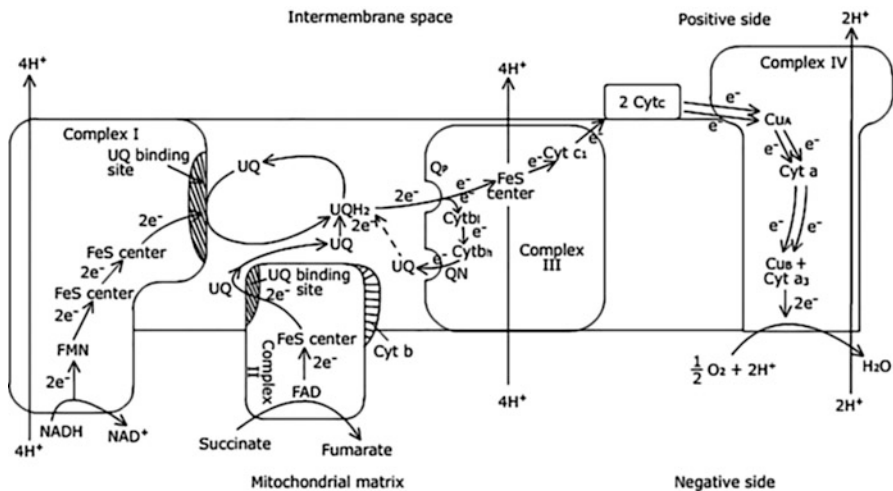 Intermembrane space
Positive side
2H⁺
4H⁺
4H⁺
Complex IV
2 Cytc
e⁻
e⁻
Complex I
UQ binding
site
UQ
Cyt c₁
e⁻
CuA
e⁻
e⁻
QP
e⁻
FeS
center
Cyt a
2e⁻
e⁻
e⁻
UQH₂
2e⁻
Cytbl
e⁻
e⁻
e⁻
2e⁻
FeS center
UQ
Cytbh
Complex
III
2e⁻
UQ
e⁻
QN
CuB +
Cyt a₃
FeS center
UQ
UQ binding
site
2e⁻
2e⁻
2e⁻
FeS center
Cyt b
FMN
Complex
II
2e⁻
1/2 O₂ + 2H⁺
H₂O
2e⁻
FAD
NADH
NAD⁺
4H⁺
Succinate
Fumarate
4H⁺
2H⁺
Mitochondrial matrix
Negative side